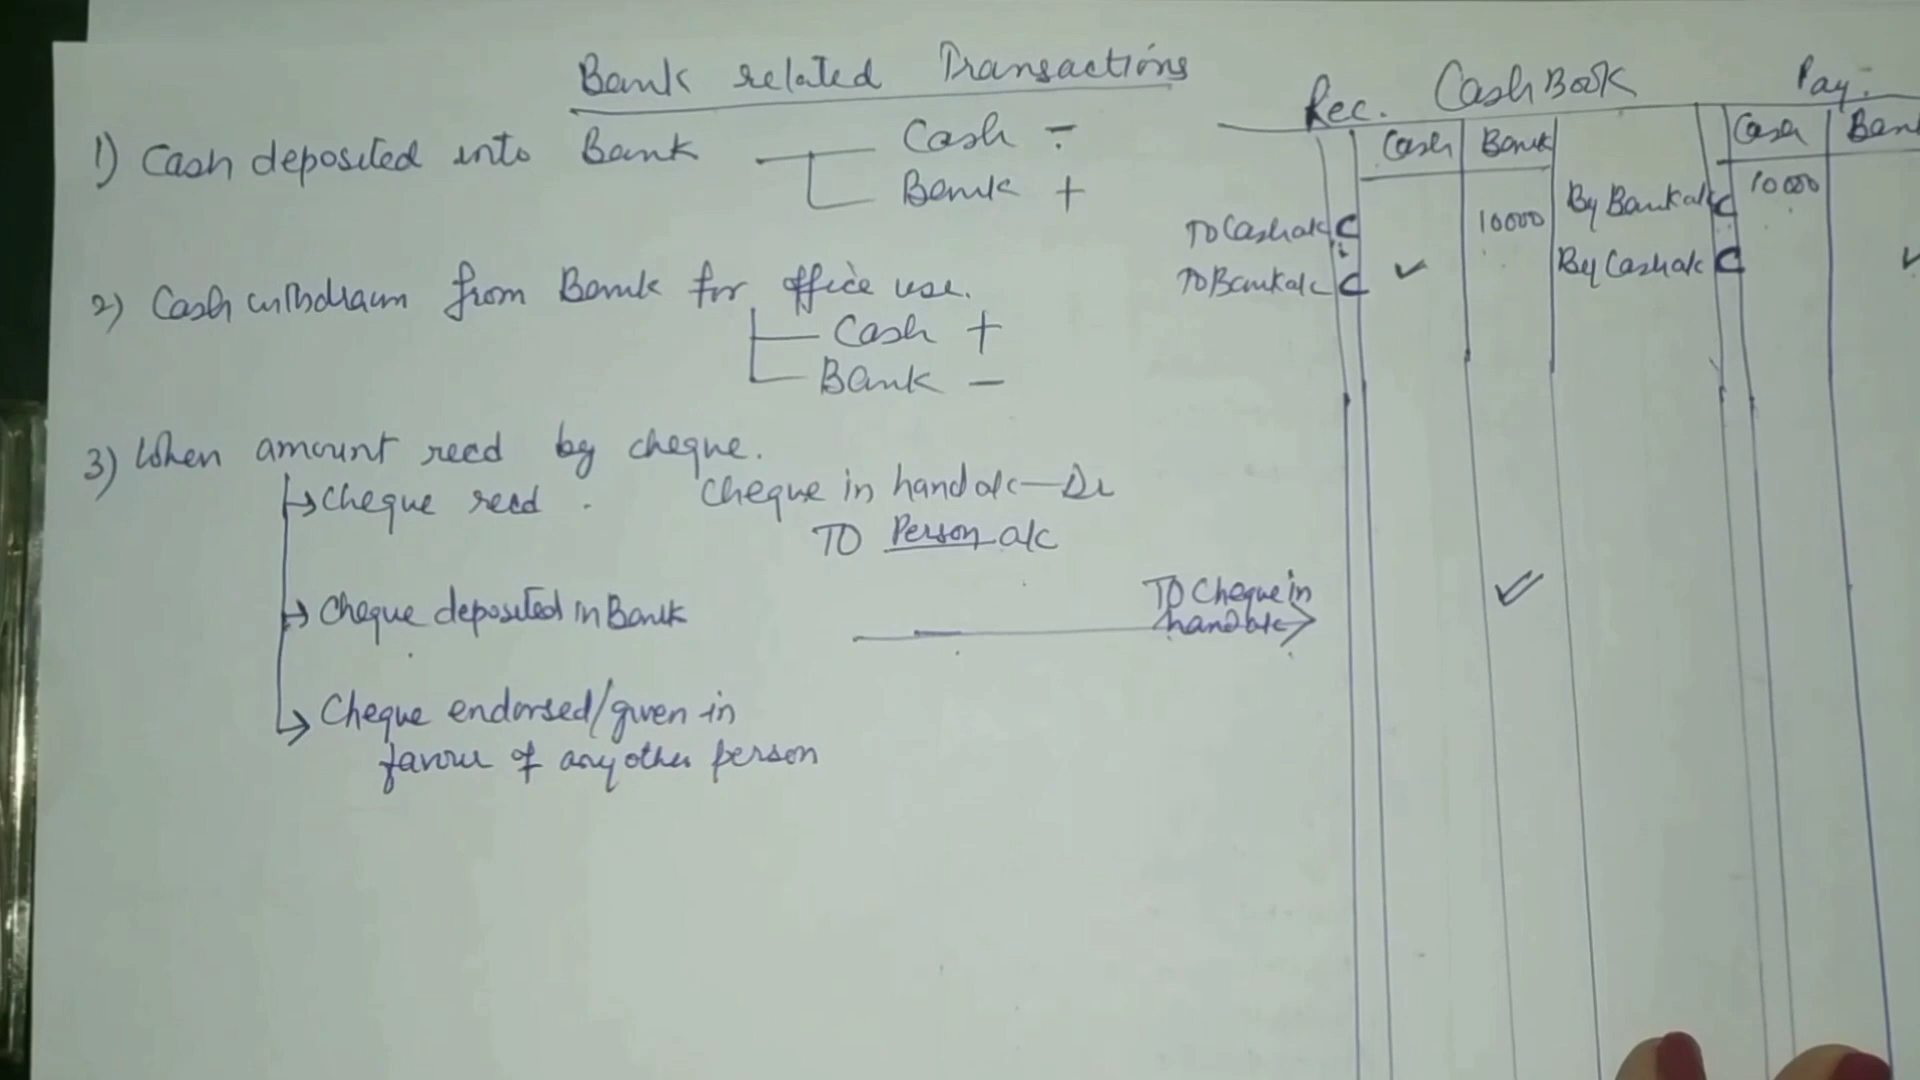 Bank related Transactions
1) Cash deposited into Bank
Cash -
Bank +
2) Cash withdrawn from Bank for office use.
Cash +
Bank -
3) When amount recd by cheque.
→ Cheque recd.
Cheque in hand a/c — Dr
TO Person a/c
→ Cheque deposited in Bank
→ Cheque endorsed/given in
favour of any other person
Rec. Cash Book Pay.
Cash Bank Cash Bank
TO Cash a/c C 10000 By Bank a/c C 10000
TO Bank a/c C ✓ By Cash a/c C ✓
TO Cheque in ✓
hand a/c